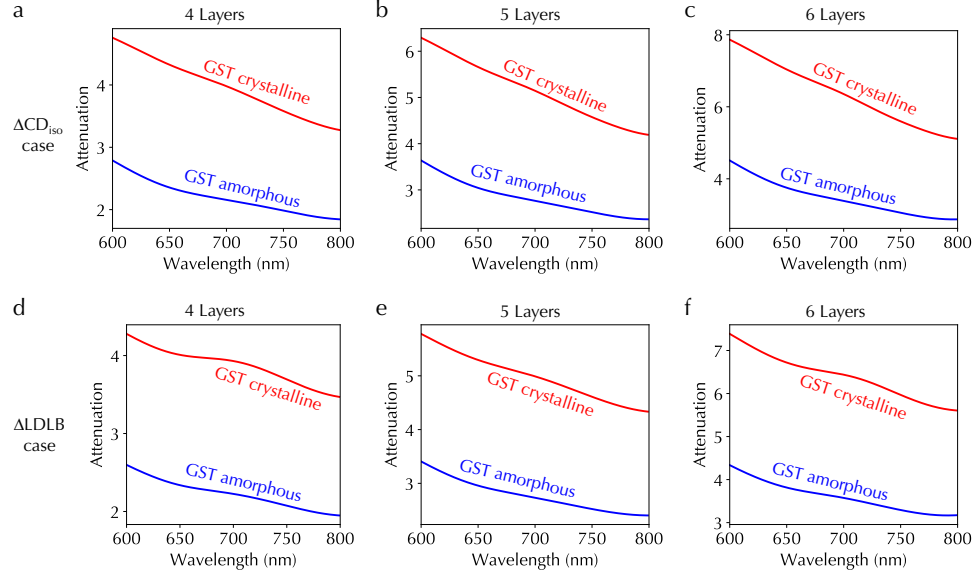 a
4 Layers
b
5 Layers
c
6 Layers
ΔCD_iso
case
Attenuation
4
3
2
GST crystalline
GST amorphous
600 650 700 750 800
Wavelength (nm)
Attenuation
6
5
4
3
GST crystalline
GST amorphous
600 650 700 750 800
Wavelength (nm)
Attenuation
8
6
4
GST crystalline
GST amorphous
600 650 700 750 800
Wavelength (nm)
d
4 Layers
e
5 Layers
f
6 Layers
ΔLDLB
case
Attenuation
4
3
2
GST crystalline
GST amorphous
600 650 700 750 800
Wavelength (nm)
Attenuation
5
4
3
GST crystalline
GST amorphous
600 650 700 750 800
Wavelength (nm)
Attenuation
7
6
5
4
3
GST crystalline
GST amorphous
600 650 700 750 800
Wavelength (nm)